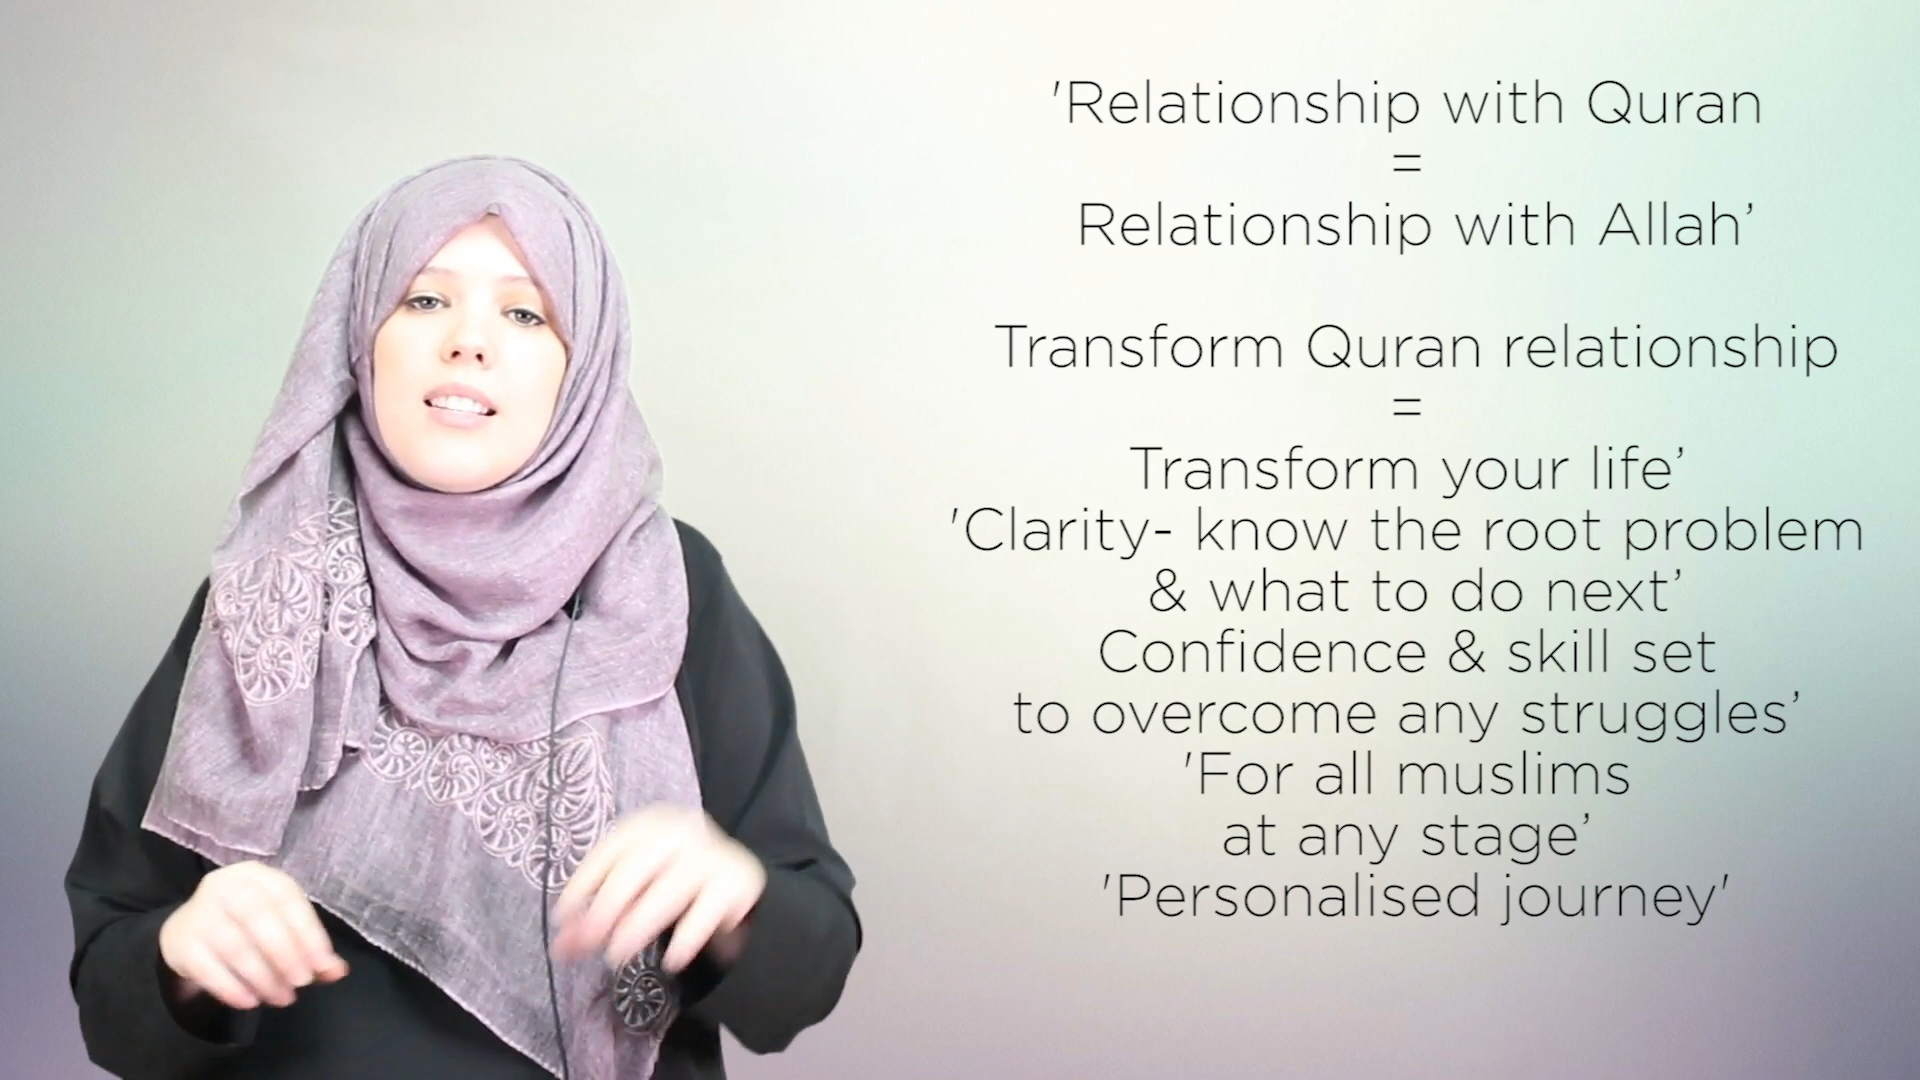 'Relationship with Quran
=
Relationship with Allah’
Transform Quran relationship
=
Transform your life’
'Clarity- know the root problem
& what to do next’
Confidence & skill set
to overcome any struggles’
'For all muslims
at any stage’
'Personalised journey'